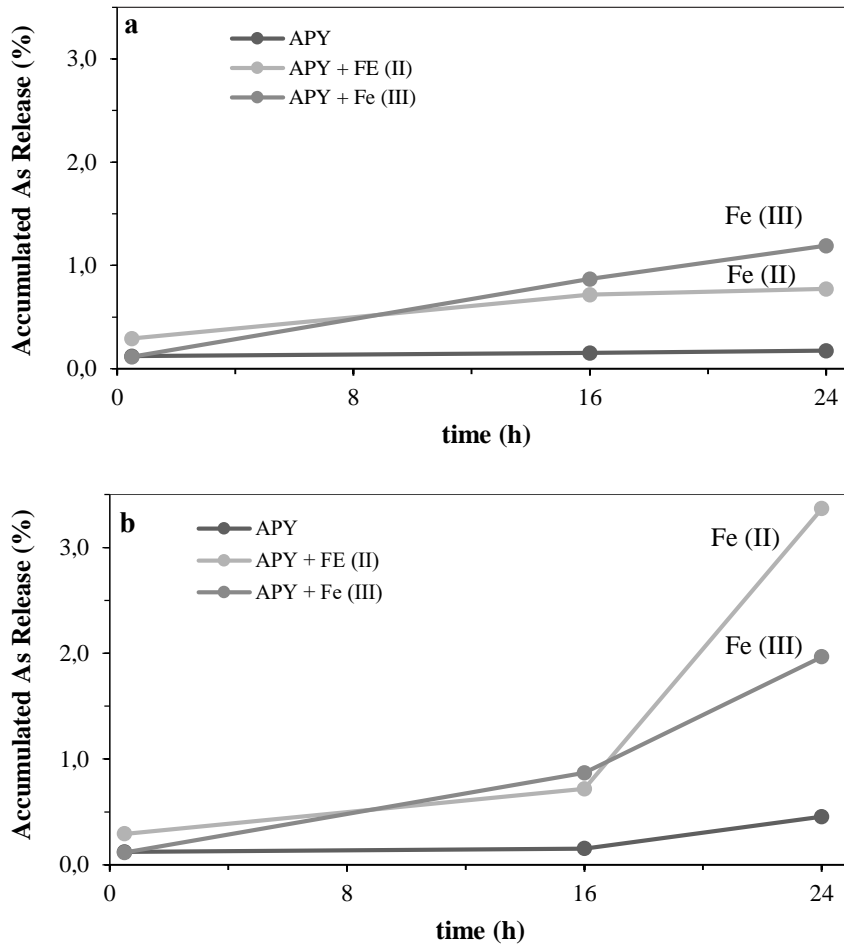 a
APY
APY + FE (II)
APY + Fe (III)
Accumulated As Release (%)
3,0
2,0
1,0
0,0
Fe (III)
Fe (II)
0
8
16
24
time (h)
b
APY
APY + FE (II)
APY + Fe (III)
Accumulated As Release (%)
3,0
2,0
1,0
0,0
Fe (II)
Fe (III)
0
8
16
24
time (h)